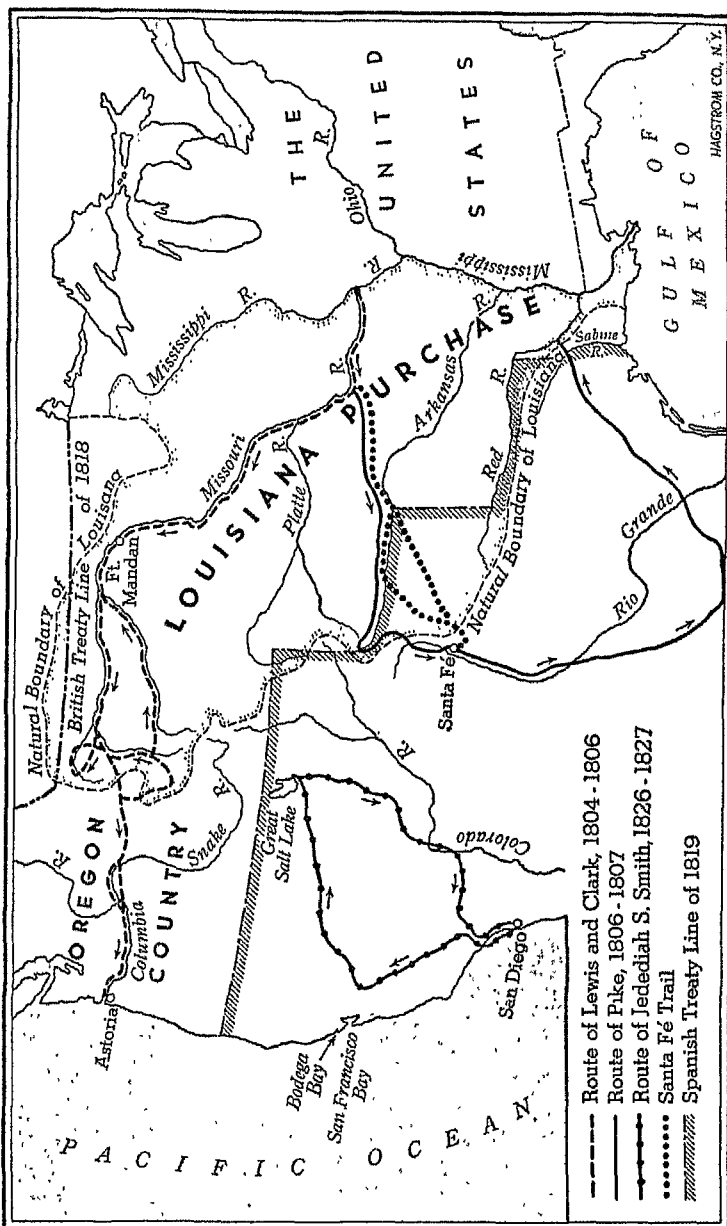 THE
UNITED
STATES
Ohio
R.
Mississippi
R.
R.
Mississippi
R.
GULF OF
MEXICO
HAGSTROM CO., N.Y.
Natural Boundary of
Louisana
British Treaty Line
of 1818
Ft.
Mandan
Missouri
R.
LOUISIANA PURCHASE
Platte
R.
Arkansas
Red
R.
Sabine
R.
Natural Boundary of Louisiana
Rio
Grande
Santa Fé
OREGON
COUNTRY
R.
Columbia
Snake
R.
Astoria
Great
Salt Lake
Colorado
R.
San Diego
Bodega
Bay
San Francisco
Bay
PACIFIC OCEAN
Route of Lewis and Clark, 1804-1806
Route of Pike, 1806-1807
Route of Jedediah S. Smith, 1826-1827
Santa Fé Trail
Spanish Treaty Line of 1819